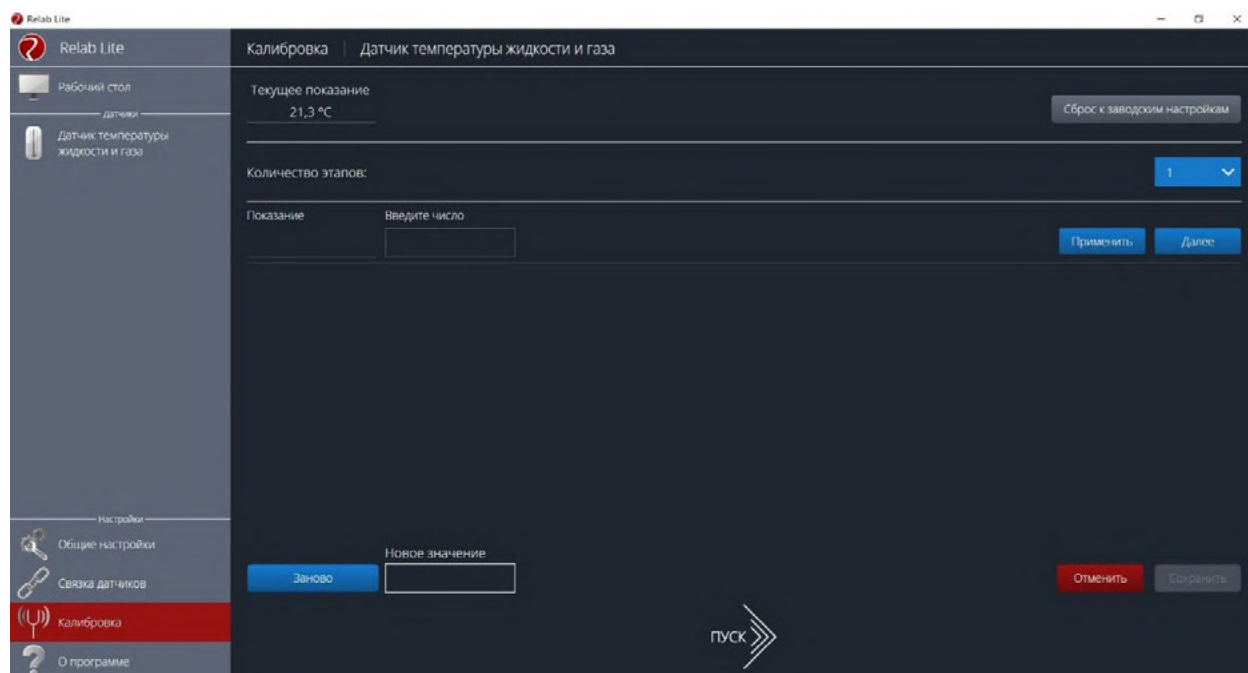 Relab Lite
Relab Lite
Калибровка
Датчик температуры жидкости и газа
Рабочий стол
Датчики
Датчик температуры
жидкости и газа
Текущее показание
21,3 °C
Сброс к заводским настройкам
Количество этапов:
1
Показание
Введите число
Применить
Далее
Настройки
Общие настройки
Связка датчиков
Калибровка
О программе
Новое значение
Заново
Отменить
Сохранить
ПУСК